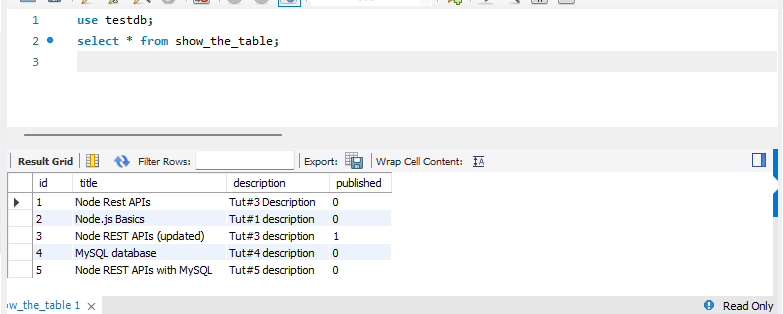 1 use testdb;
2 select * from show_the_table;
3
Result Grid Filter Rows: Export: Wrap Cell Content: IA
id title description published
1 Node Rest APIs Tut#3 Description 0
2 Node.js Basics Tut#1 description 0
3 Node REST APIs (updated) Tut#3 description 1
4 MySQL database Tut#4 description 0
5 Node REST APIs with MySQL Tut#5 description 0
ow_the_table 1 Read Only